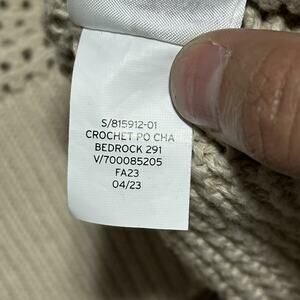 S/815912-01
CROCHET PO CHA
BEDROCK 291
V/700085205
FA23
04/23